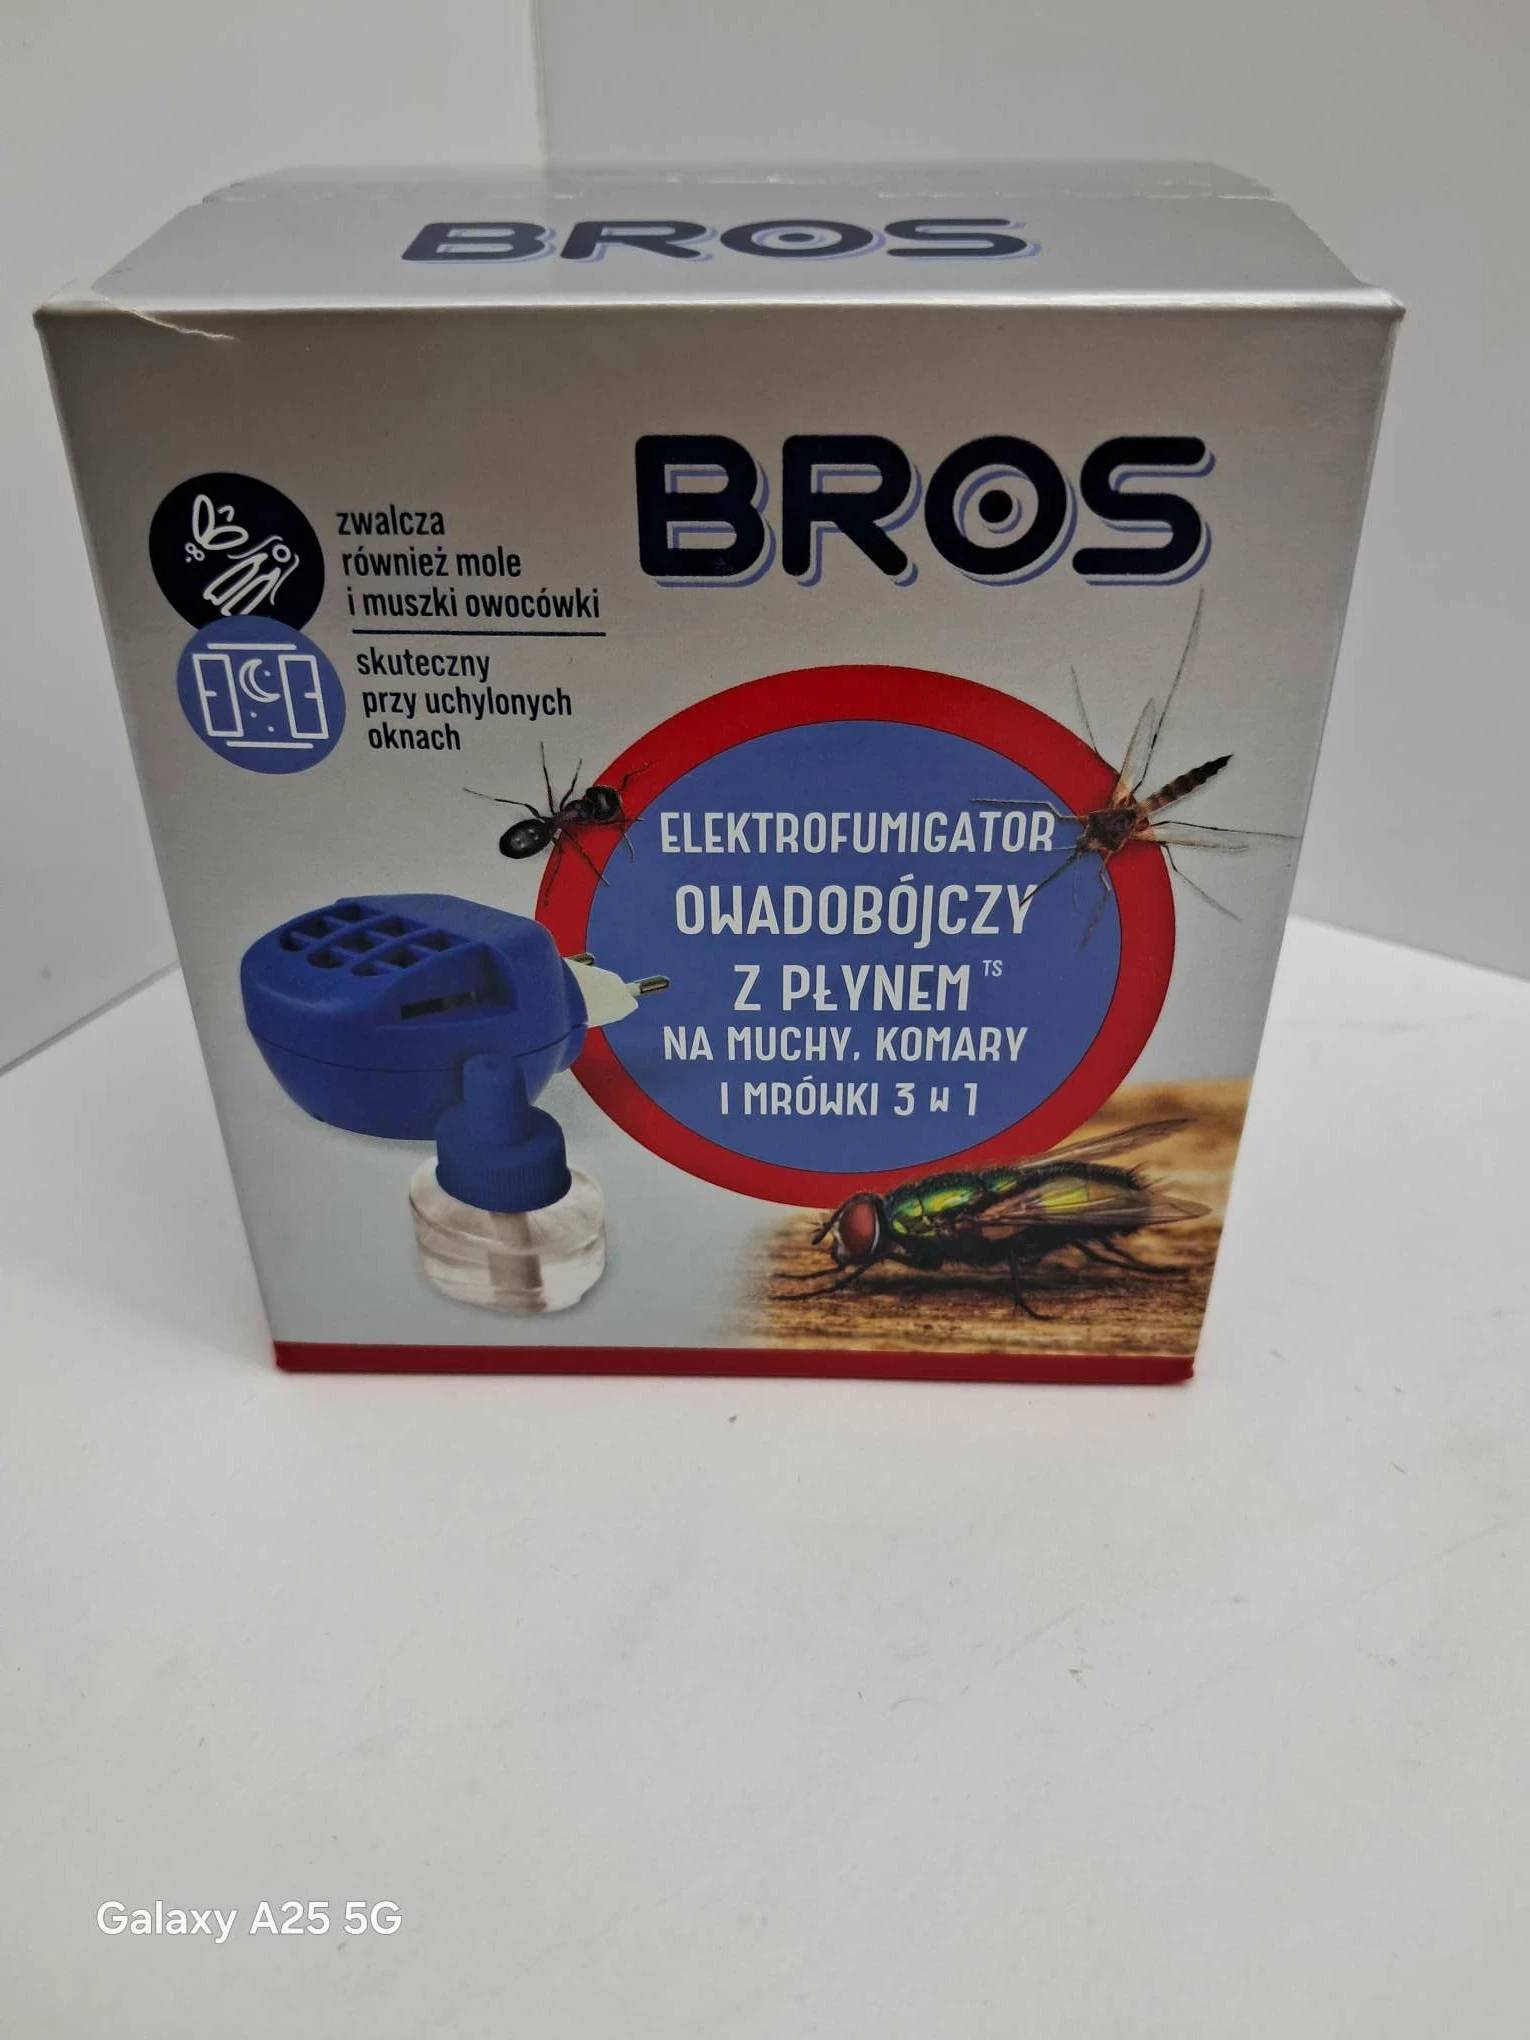 BROS
BROS
zwalcza
również mole
i muszki owocówki
skuteczny
przy uchylonych
oknach
ELEKTROFUMIGATOR
OWADOBÓJCZY
Z PŁYNEM TS
NA MUCHY, KOMARY
I MRÓWKI 3 w 1
Galaxy A25 5G